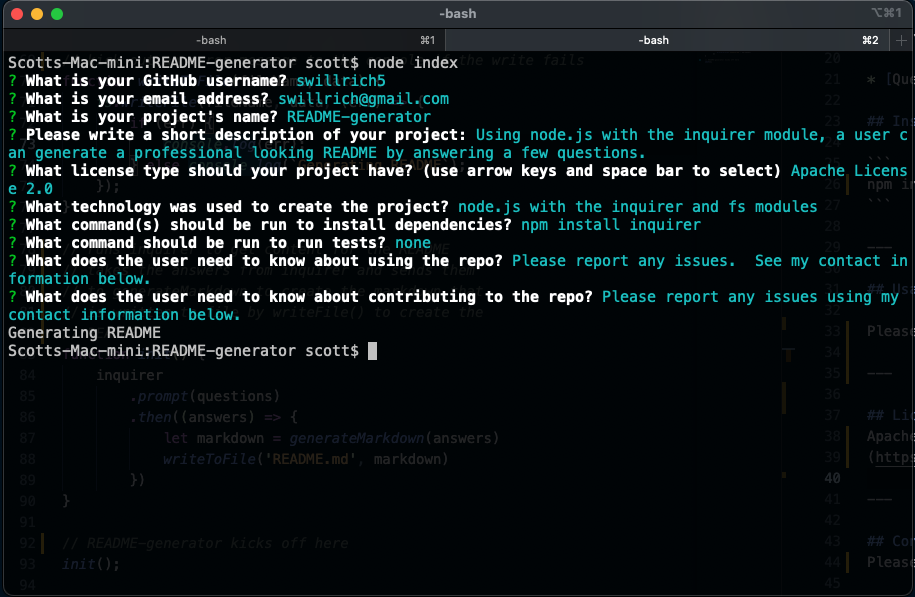 -bash
⌥⌘1
-bash ⌘1
-bash ⌘2 +
Scotts-Mac-mini:README-generator scott$ node index
? What is your GitHub username? swillrich5
? What is your email address? swillrich@gmail.com
? What is your project's name? README-generator
? Please write a short description of your project: Using node.js with the inquirer module, a user c
an generate a professional looking README by answering a few questions.
? What license type should your project have? (use arrow keys and space bar to select) Apache Licens
e 2.0
? What technology was used to create the project? node.js with the inquirer and fs modules
? What command(s) should be run to install dependencies? npm install inquirer
? What command should be run to run tests? none
? What does the user need to know about using the repo? Please report any issues.  See my contact in
formation below.
? What does the user need to know about contributing to the repo? Please report any issues using my
contact information below.
Generating README
Scotts-Mac-mini:README-generator scott$
84 inquirer
85 .prompt(questions)
86 .then((answers) => {
87 let markdown = generateMarkdown(answers)
88 writeToFile('README.md', markdown)
89 })
90 }
91
92 // README-generator kicks off here
93 init();
94
20
21 * [Que
22
23 ## Ins
24
25 ```
26 npm in
27 ```
28
29 ---
30
31 ## Usa
32
33 Please
34
35 ---
36
37 ## Lic
38 Apache
39 (https
40
41 ---
42
43 ## Con
44 Please
45